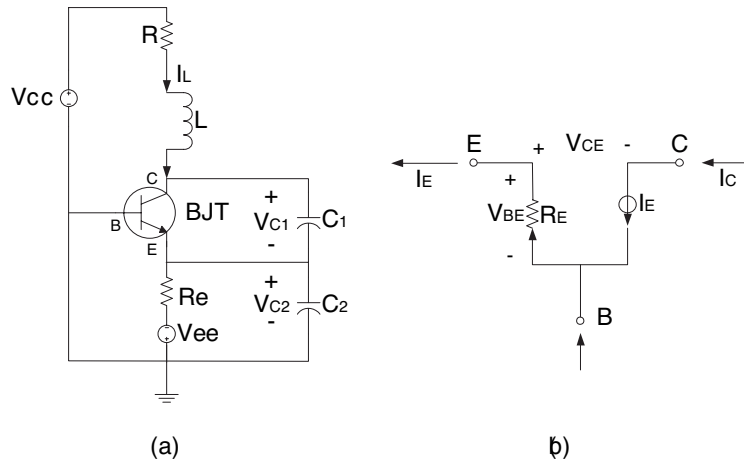 R
IL
Vcc
L
C
BJT
B
E
+
VC1
-
C1
Re
+
VC2
-
C2
Vee
(a)
E
+
VCE
-
C
IE
+
IC
VBE
RE
IE
-
B
(b)